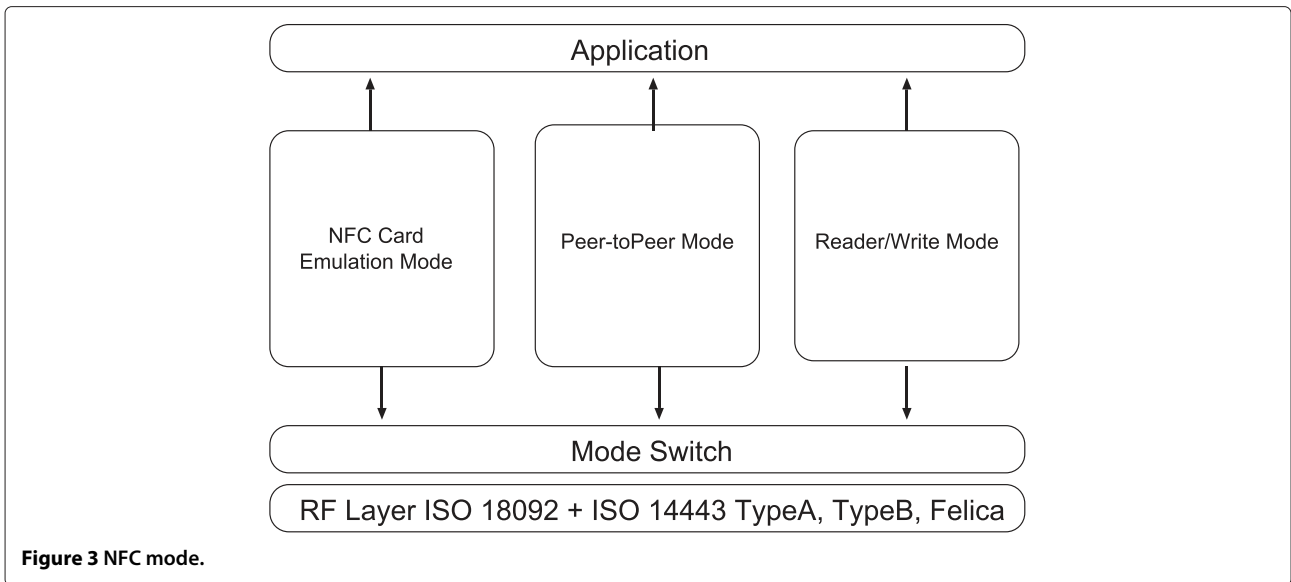 Application
NFC Card
Emulation Mode
Peer-toPeer Mode
Reader/Write Mode
Mode Switch
RF Layer ISO 18092 + ISO 14443 TypeA, TypeB, Felica
Figure 3 NFC mode.